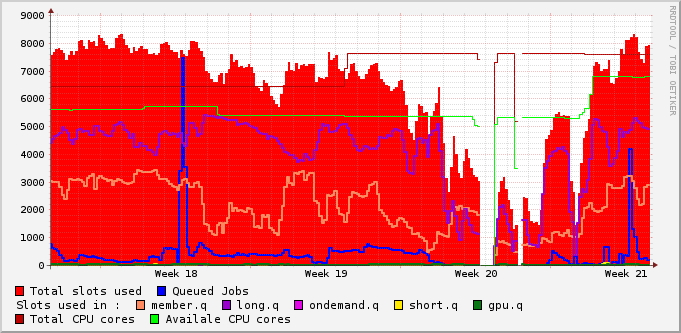 9000
8000
7000
6000
5000
4000
3000
2000
1000
0
Week 18 Week 19 Week 20 Week 21
RRDTOOL / TOBI OETIKER
Total slots used Queued Jobs
Slots used in : member.q long.q ondemand.q short.q gpu.q
Total CPU cores Availale CPU cores